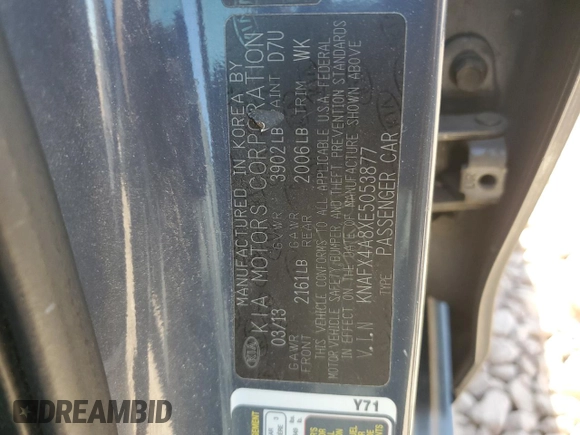 MANUFACTURED IN KOREA BY
KIA MOTORS CORPORATION
03/13 GVWR 3902LB PAINT D7U
GAWR FRONT 2161LB GAWR REAR 2006LB TRIM WK
THIS VEHICLE CONFORMS TO ALL APPLICABLE U.S.A. FEDERAL
MOTOR VEHICLE SAFETY, BUMPER, AND THEFT PREVENTION STANDARDS
IN EFFECT ON THE DATE OF MANUFACTURE SHOWN ABOVE
V.I.N KNAFX4A8XE5053877
TYPE: PASSENGER CAR
KIA
Y71
DREAMBID